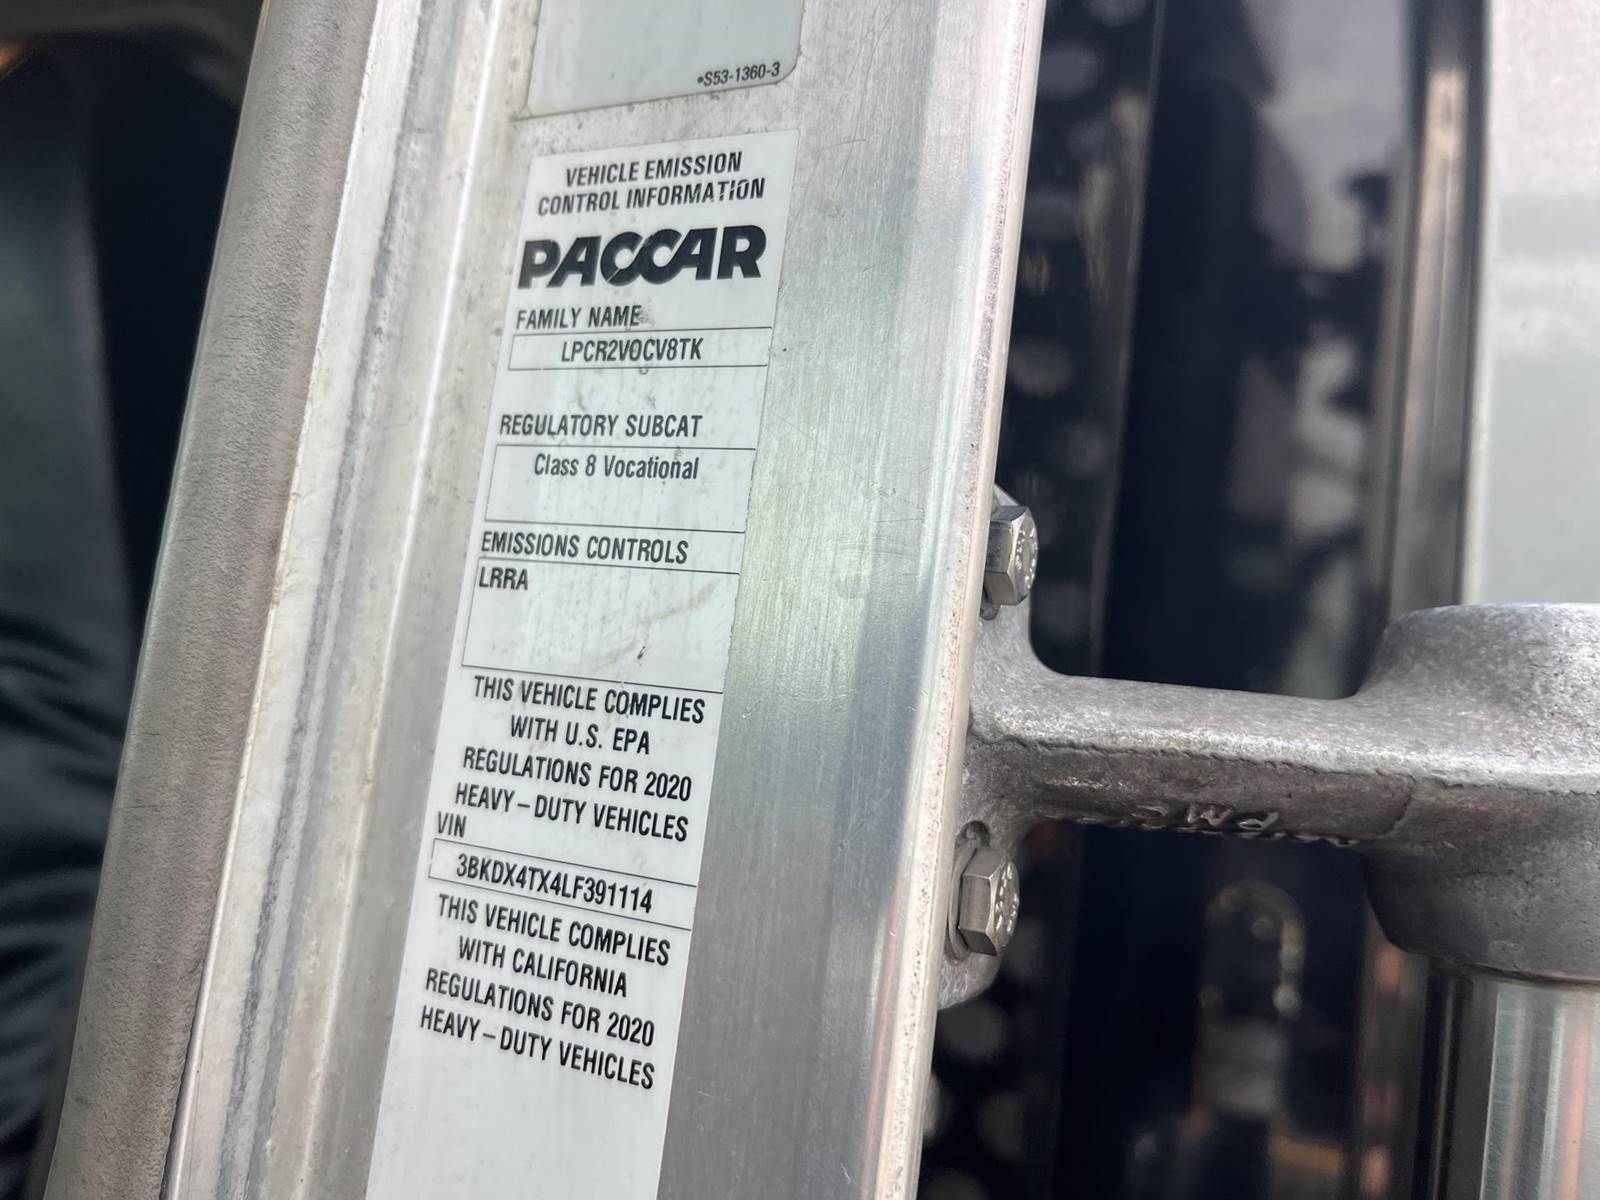 *S53-1360-3
VEHICLE EMISSION
CONTROL INFORMATION
PACCAR
FAMILY NAME
LPCR2VOCV8TK
REGULATORY SUBCAT
Class 8 Vocational
EMISSIONS CONTROLS
LRRA
THIS VEHICLE COMPLIES
WITH U.S. EPA
REGULATIONS FOR 2020
HEAVY-DUTY VEHICLES
VIN
3BKDX4TX4LF391114
THIS VEHICLE COMPLIES
WITH CALIFORNIA
REGULATIONS FOR 2020
HEAVY-DUTY VEHICLES